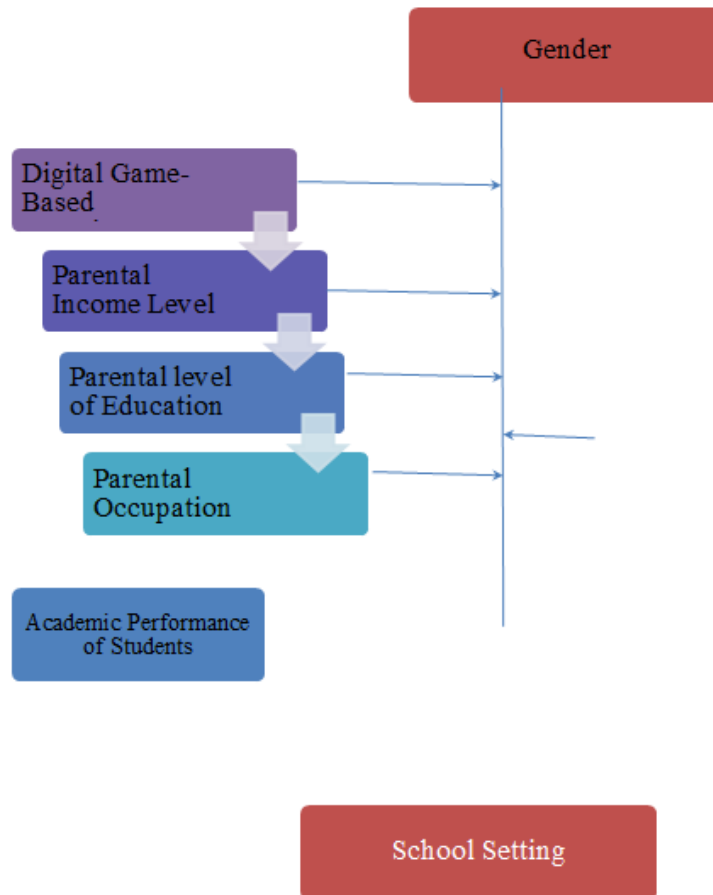 Gender
Digital Game-
Based
Parental
Income Level
Parental level
of Education
Parental
Occupation
Academic Performance
of Students
School Setting